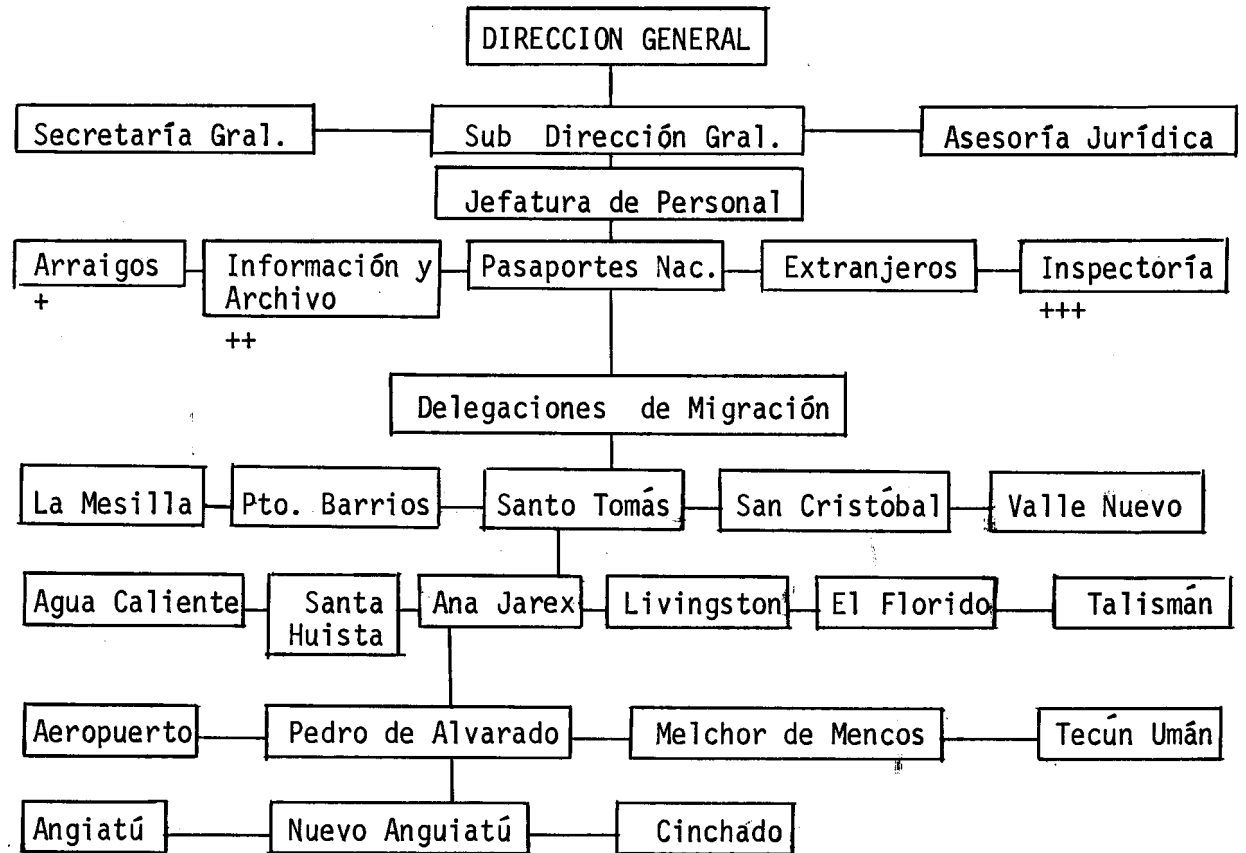 DIRECCION GENERAL
Secretaría Gral.
Sub Dirección Gral.
Asesoría Jurídica
Jefatura de Personal
Arraigos
+
Información y
Archivo
++
Pasaportes Nac.
Extranjeros
Inspectoría
+++
Delegaciones de Migración
La Mesilla
Pto. Barrios
Santo Tomás
San Cristóbal
Valle Nuevo
Agua Caliente
Santa
Huista
Ana Jarex
Livingston
El Florido
Talismán
Aeropuerto
Pedro de Alvarado
Melchor de Mencos
Tecún Umán
Angiatú
Nuevo Anguiatú
Cinchado